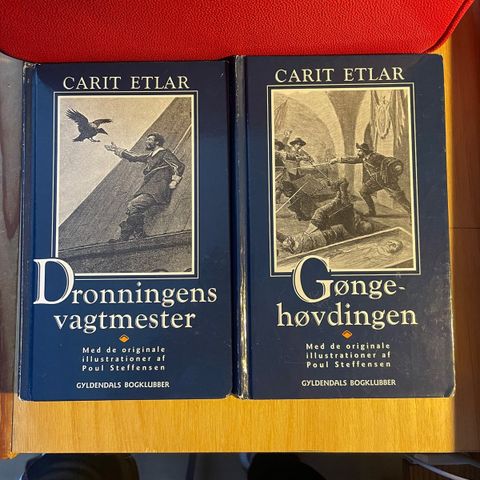 CARIT ETLAR
Dronningens
vagtmester
Med de originale
illustrationer af
Poul Steffensen
GYLDENDALS BOGKLUBBER
CARIT ETLAR
Gønge-
høvdingen
Med de originale
illustrationer af
Poul Steffensen
GYLDENDALS BOGKLUBBER